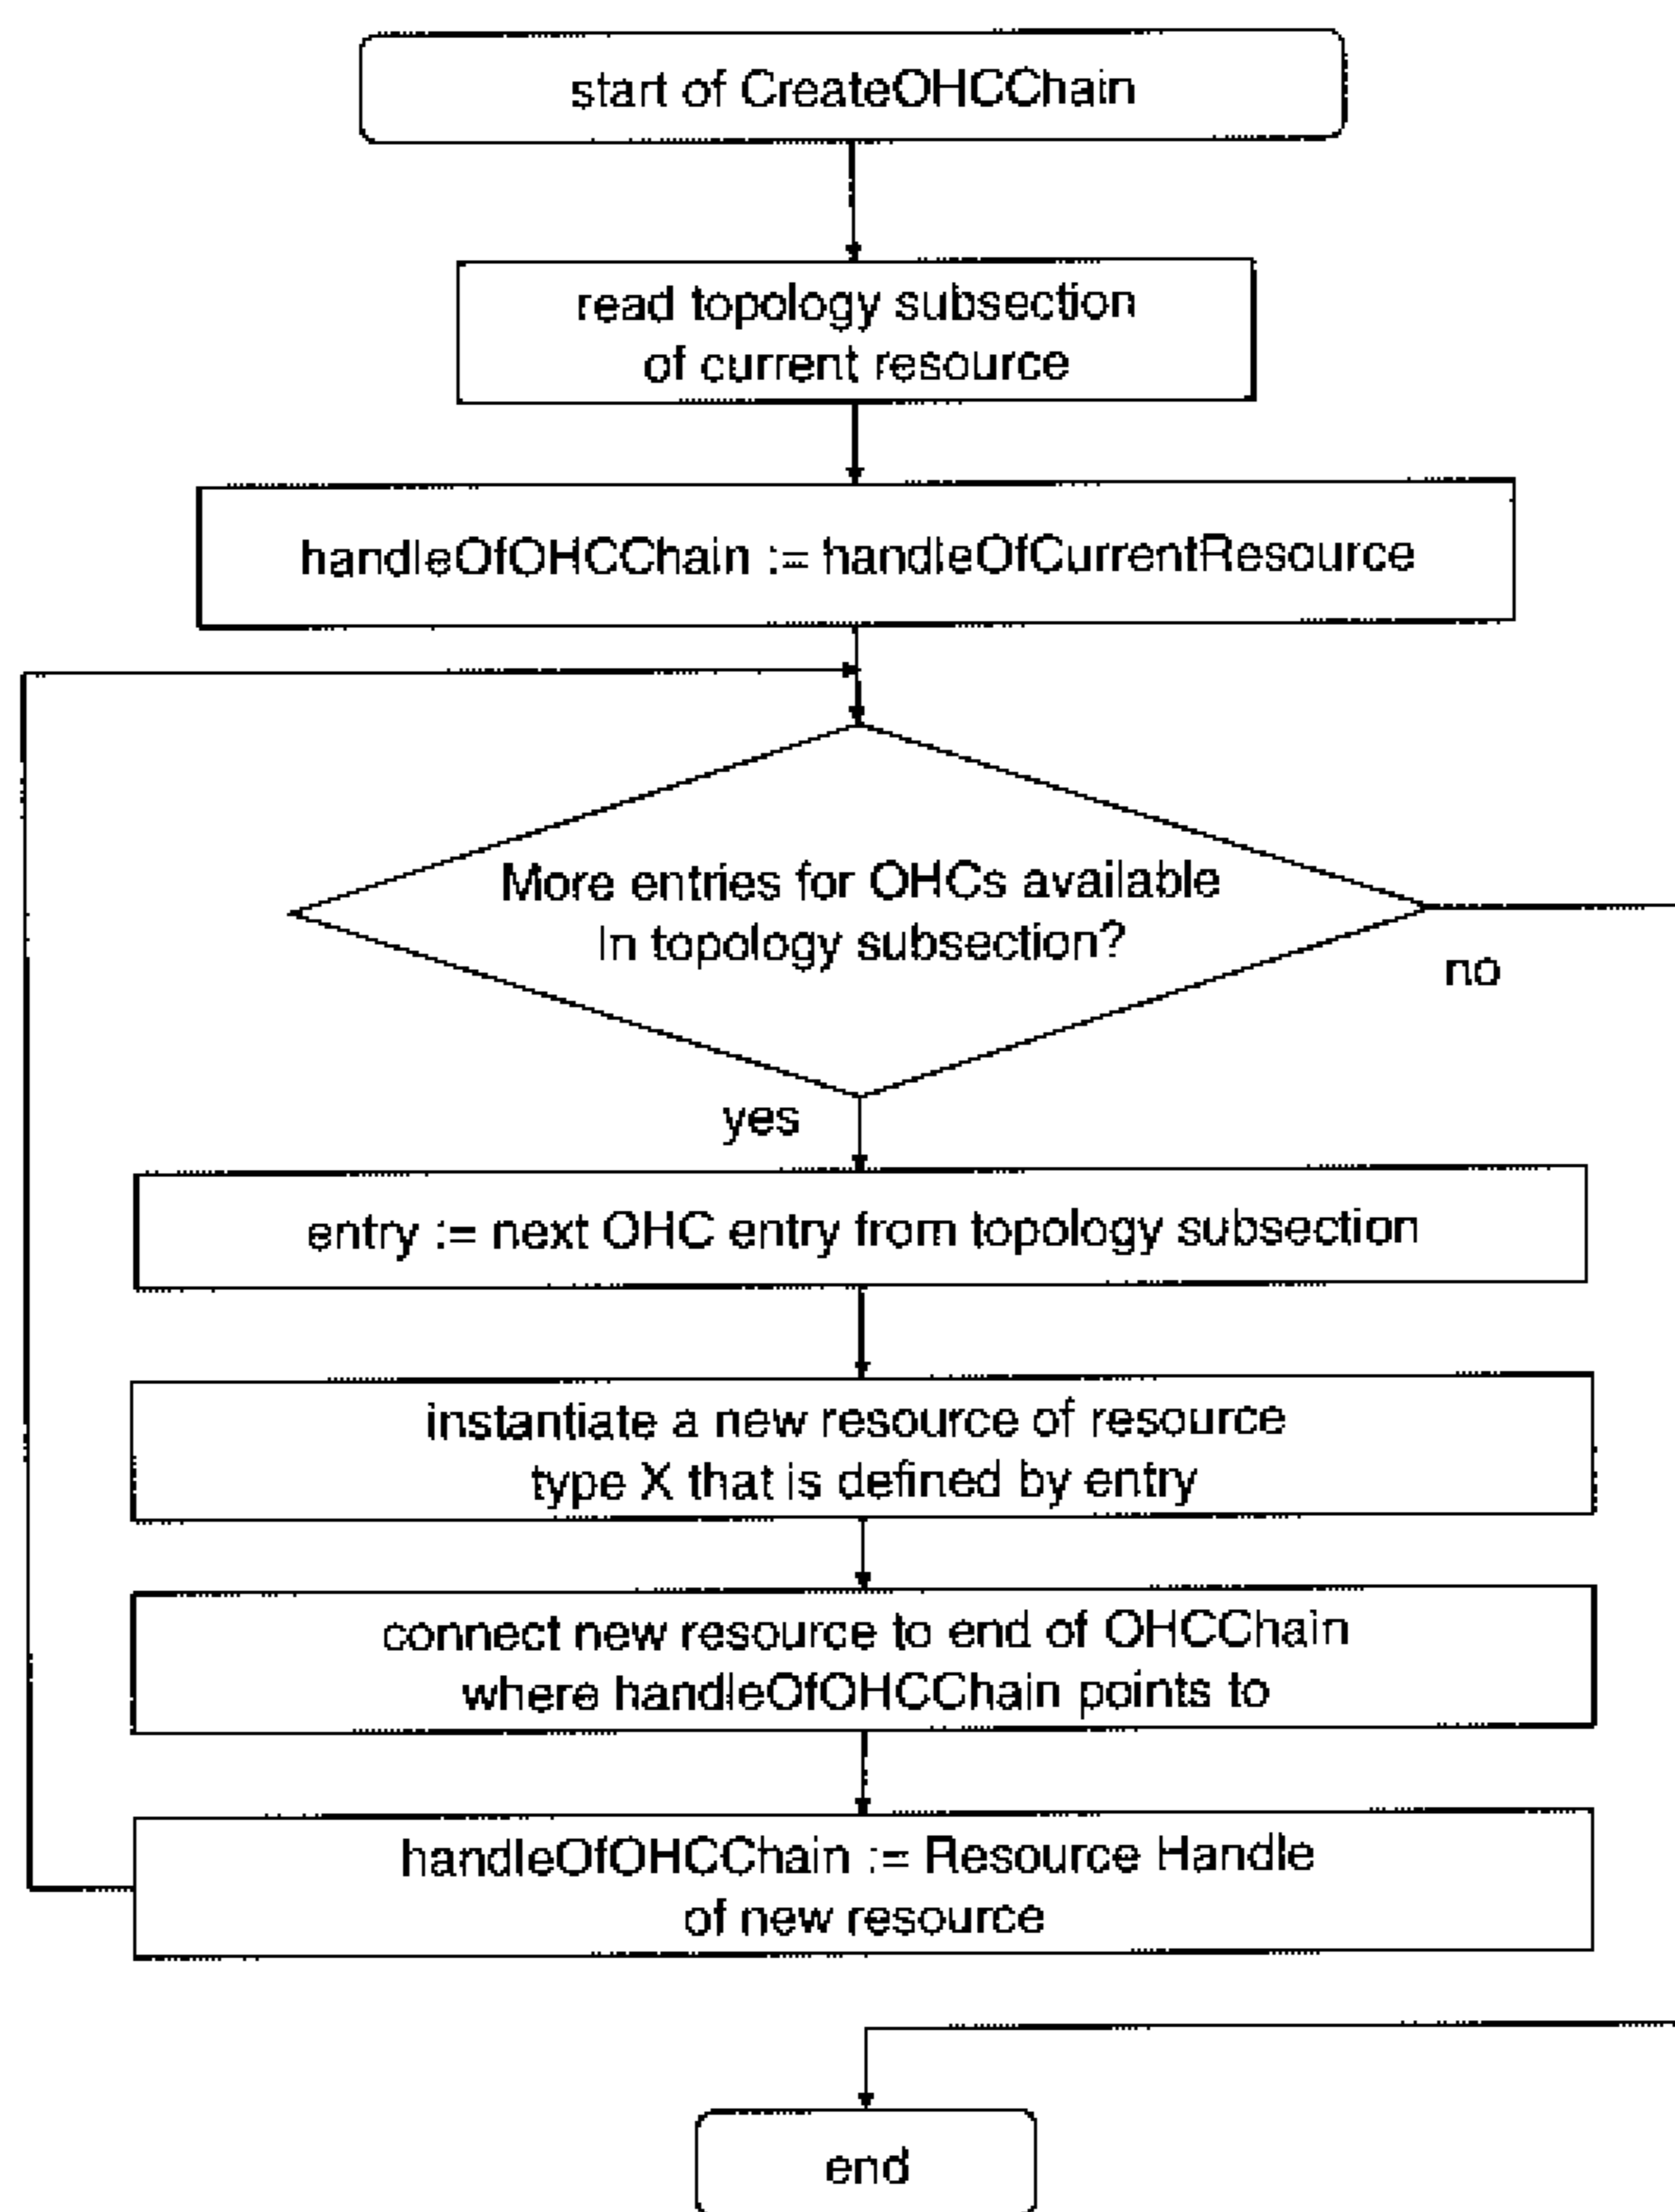 start of CreateOHCChain
read topology subsection
of current resource
handleOfOHCChain := handleOfCurrentResource
More entries for OHCs available
In topology subsection?
no
yes
entry := next OHC entry from topology subsection
instantiate a new resource of resource
type X that is defined by entry
connect new resource to end of OHCChain
where handleOfOHCChain points to
handleOfOHCChain := Resource Handle
of new resource
end